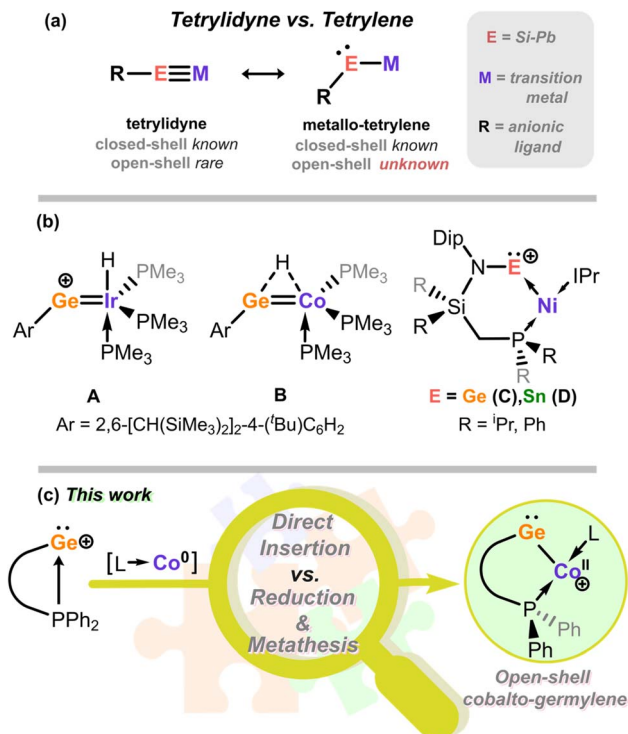 (a) Tetrylidyne vs. Tetrylene
R—E≡M ↔ R E—M
tetrylidyne
closed-shell known
open-shell rare
metallo-tetrylene
closed-shell known
open-shell unknown
E = Si-Pb
M = transition
metal
R = anionic
ligand
(b)
H
⊕
Ge=Ir
PMe3
PMe3
PMe3
Ar
A
H
Ge=Co
PMe3
PMe3
PMe3
Ar
B
Ar = 2,6-[CH(SiMe3)2]2-4-(tBu)C6H2
Dip
N—E ⊕
IPr
Ni
R
Si
R
P
R
R
E = Ge (C),Sn (D)
R = iPr, Ph
(c) This work
Ge⊕
PPh2
[L→Co0]
Direct
Insertion
vs.
Reduction
&
Metathesis
Ge
L
CoII
⊕
P
Ph
Ph
Open-shell
cobalto-germylene